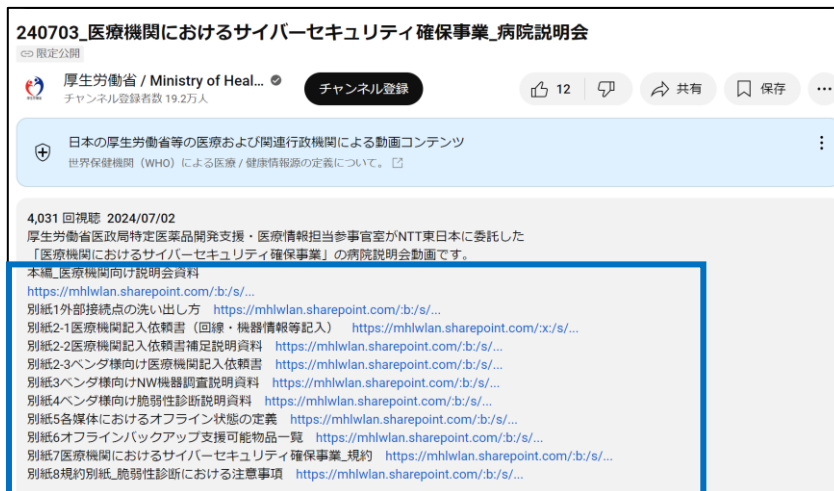 240703_医療機関におけるサイバーセキュリティ確保事業_病院説明会
限定公開
厚生労働省 / Ministry of Heal...
チャンネル登録者数 19.2万人
チャンネル登録
12
共有
保存
日本の厚生労働省等の医療および関連行政機関による動画コンテンツ
世界保健機関（WHO）による医療 / 健康情報源の定義について。
4,031 回視聴 2024/07/02
厚生労働省医政局特定医薬品開発支援・医療情報担当参事官室がNTT東日本に委託した
「医療機関におけるサイバーセキュリティ確保事業」の病院説明会動画です。
本編_医療機関向け説明会資料
https://mhlwlan.sharepoint.com/:b:/s/...
別紙1外部接続点の洗い出し方 https://mhlwlan.sharepoint.com/:b:/s/...
別紙2-1医療機関記入依頼書（回線・機器情報等記入） https://mhlwlan.sharepoint.com/:x:/s/...
別紙2-2医療機関記入依頼書補足説明資料 https://mhlwlan.sharepoint.com/:b:/s/...
別紙2-3ベンダ様向け医療機関記入依頼書 https://mhlwlan.sharepoint.com/:b:/s/...
別紙3ベンダ様向けNW機器調査説明資料 https://mhlwlan.sharepoint.com/:b:/s/...
別紙4ベンダ様向け脆弱性診断説明資料 https://mhlwlan.sharepoint.com/:b:/s/...
別紙5各媒体におけるオフライン状態の定義 https://mhlwlan.sharepoint.com/:b:/s/...
別紙6オフラインバックアップ支援可能物品一覧 https://mhlwlan.sharepoint.com/:b:/s/...
別紙7医療機関におけるサイバーセキュリティ確保事業_規約 https://mhlwlan.sharepoint.com/:b:/s/...
別紙8規約別紙_脆弱性診断における注意事項 https://mhlwlan.sharepoint.com/:b:/s/...